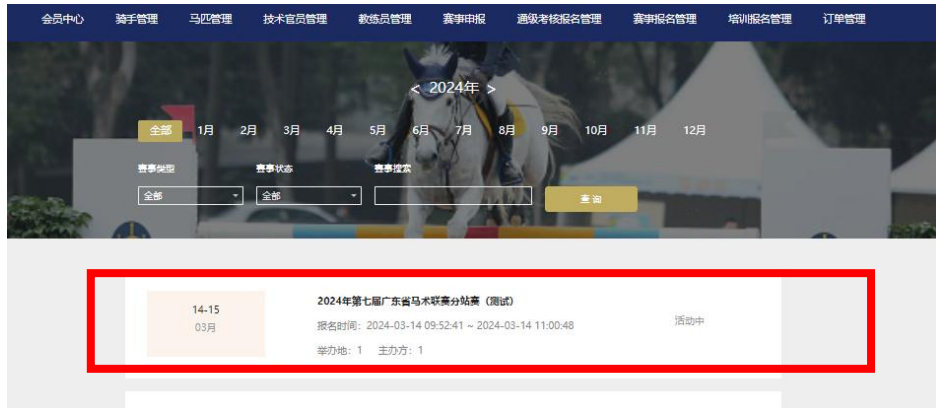 会员中心 骑手管理 马匹管理 技术官员管理 教练员管理 赛事申报 通级考核报名管理 赛事报名管理 培训报名管理 订单管理
< 2024年 >
全部 1月 2月 3月 4月 5月 6月 7月 8月 9月 10月 11月 12月
赛事类型 赛事状态 赛事搜索
全部 全部 查询
2024年第七届广东省马术联赛分站赛（测试）
14-15
03月
报名时间：2024-03-14 09:52:41 ~ 2024-03-14 11:00:48
活动中
举办地：1 主办方：1